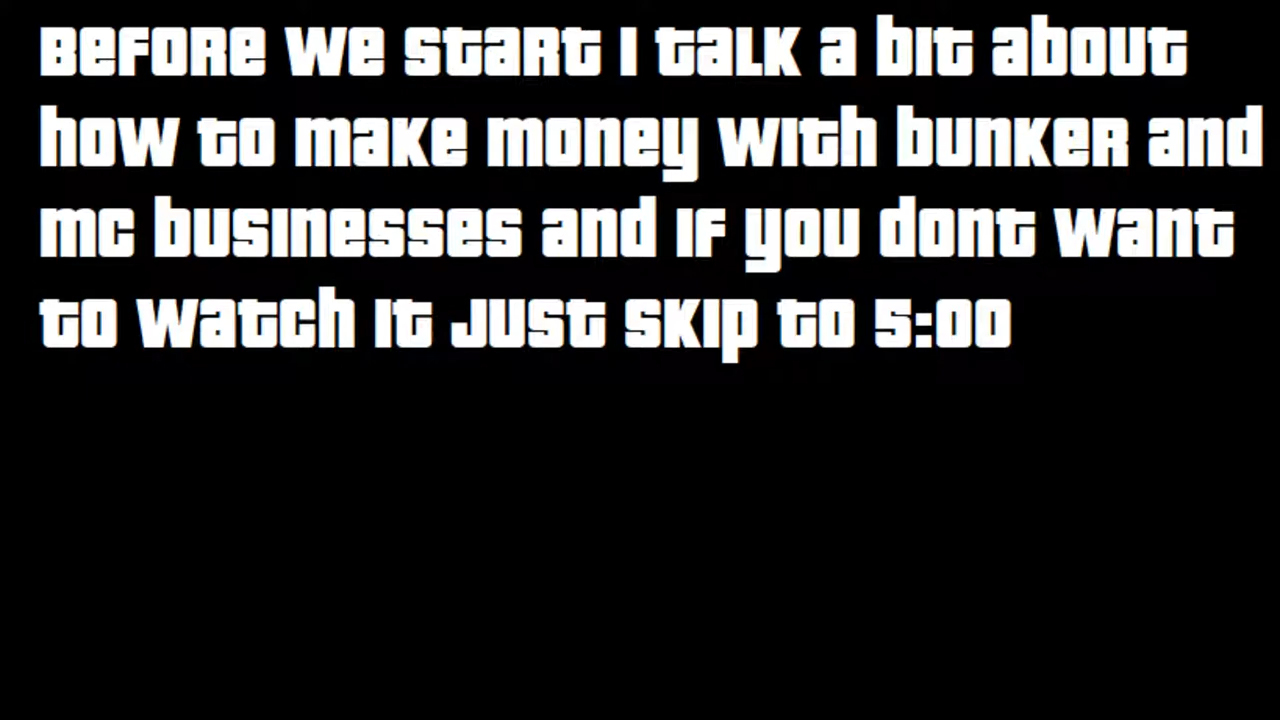 Before we start I talk a bit about
how to make money with bunker and
mc businesses and if you dont want
to watch it just skip to 5:00